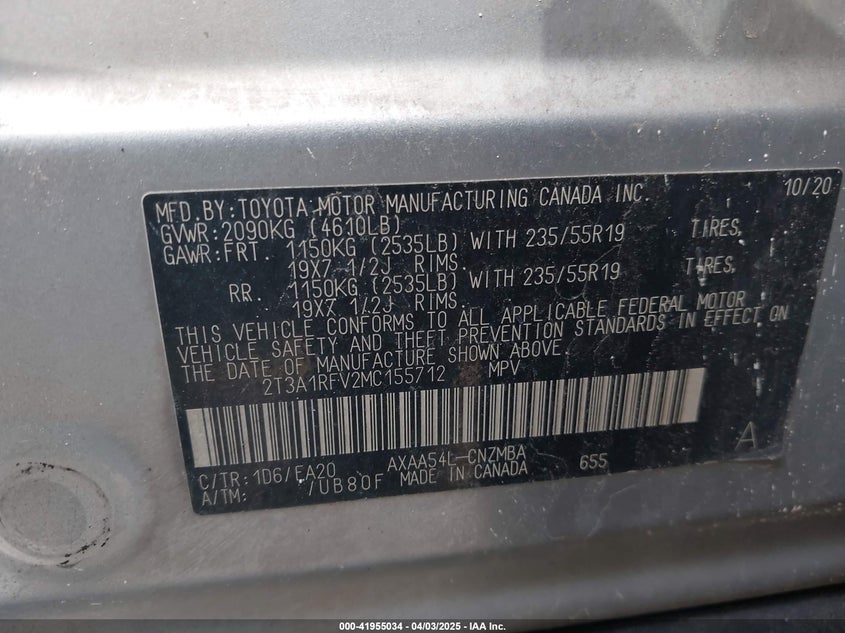 MFD.BY:TOYOTA MOTOR MANUFACTURING CANADA INC. 10/20
GVWR:2090KG (4610LB)
GAWR:FRT. 1150KG (2535LB) WITH 235/55R19 TIRES,
19X7 1/2J RIMS.
RR. 1150KG (2535LB) WITH 235/55R19 TIRES,
19X7 1/2J RIMS.
THIS VEHICLE CONFORMS TO ALL APPLICABLE FEDERAL MOTOR
VEHICLE SAFETY AND THEFT PREVENTION STANDARDS IN EFFECT ON
THE DATE OF MANUFACTURE SHOWN ABOVE.
2T3A1RFV2MC155712 MPV
A
C/TR: 1D6/EA20 AXAA54L-CNZMBA 655
A/TM: /UB80F MADE IN CANADA
000-41955034 - 04/03/2025 - IAA Inc.